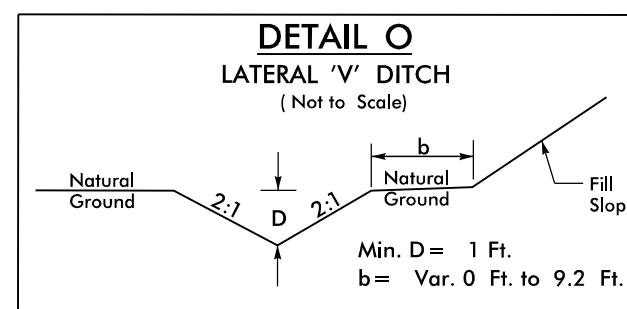 DETAIL O
LATERAL 'V' DITCH
( Not to Scale)
b
Natural
Ground
2:1
D
2:1
Natural
Ground
Fill
Slop
Min. D = 1 Ft.
b = Var. 0 Ft. to 9.2 Ft.